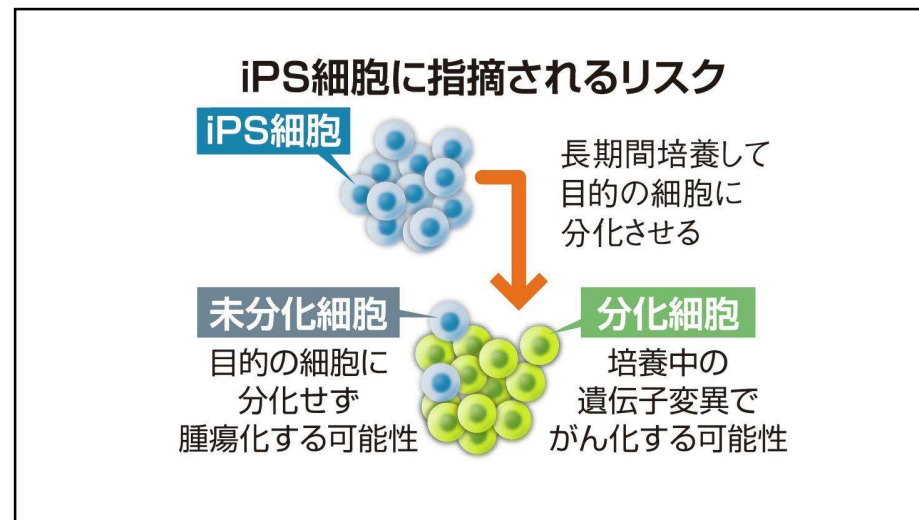 iPS細胞に指摘されるリスク
iPS細胞
長期間培養して
目的の細胞に
分化させる
未分化細胞
目的の細胞に
分化せず
腫瘍化する可能性
分化細胞
培養中の
遺伝子変異で
がん化する可能性